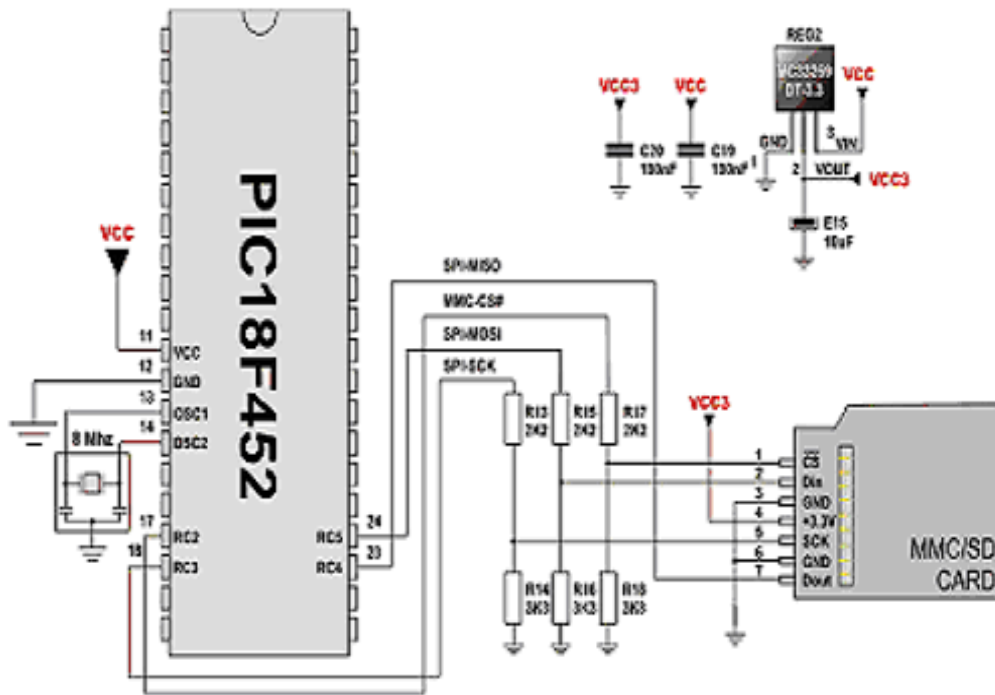 PIC18F452
VCC
11
VCC
12
GND
13
OSC1
14
OSC2
8 Mhz
17
RC2
18
RC3
24
RC5
23
RC4
SPI-MISO
MMC-CS#
SPI-MOSI
SPI-SCK
R13
2K2
R15
2K2
R17
2K2
R14
3K3
R16
3K3
R18
3K3
VCC3
C20
100nF
VCC
C19
100nF
REG2
MC33269
DT-3.3
VCC
GND
1
2
3
VIN
VOUT
VCC3
E15
10uF
VCC3
1
CS
2
Din
3
GND
4
+3.3V
5
SCK
6
GND
7
Dout
MMC/SD
CARD